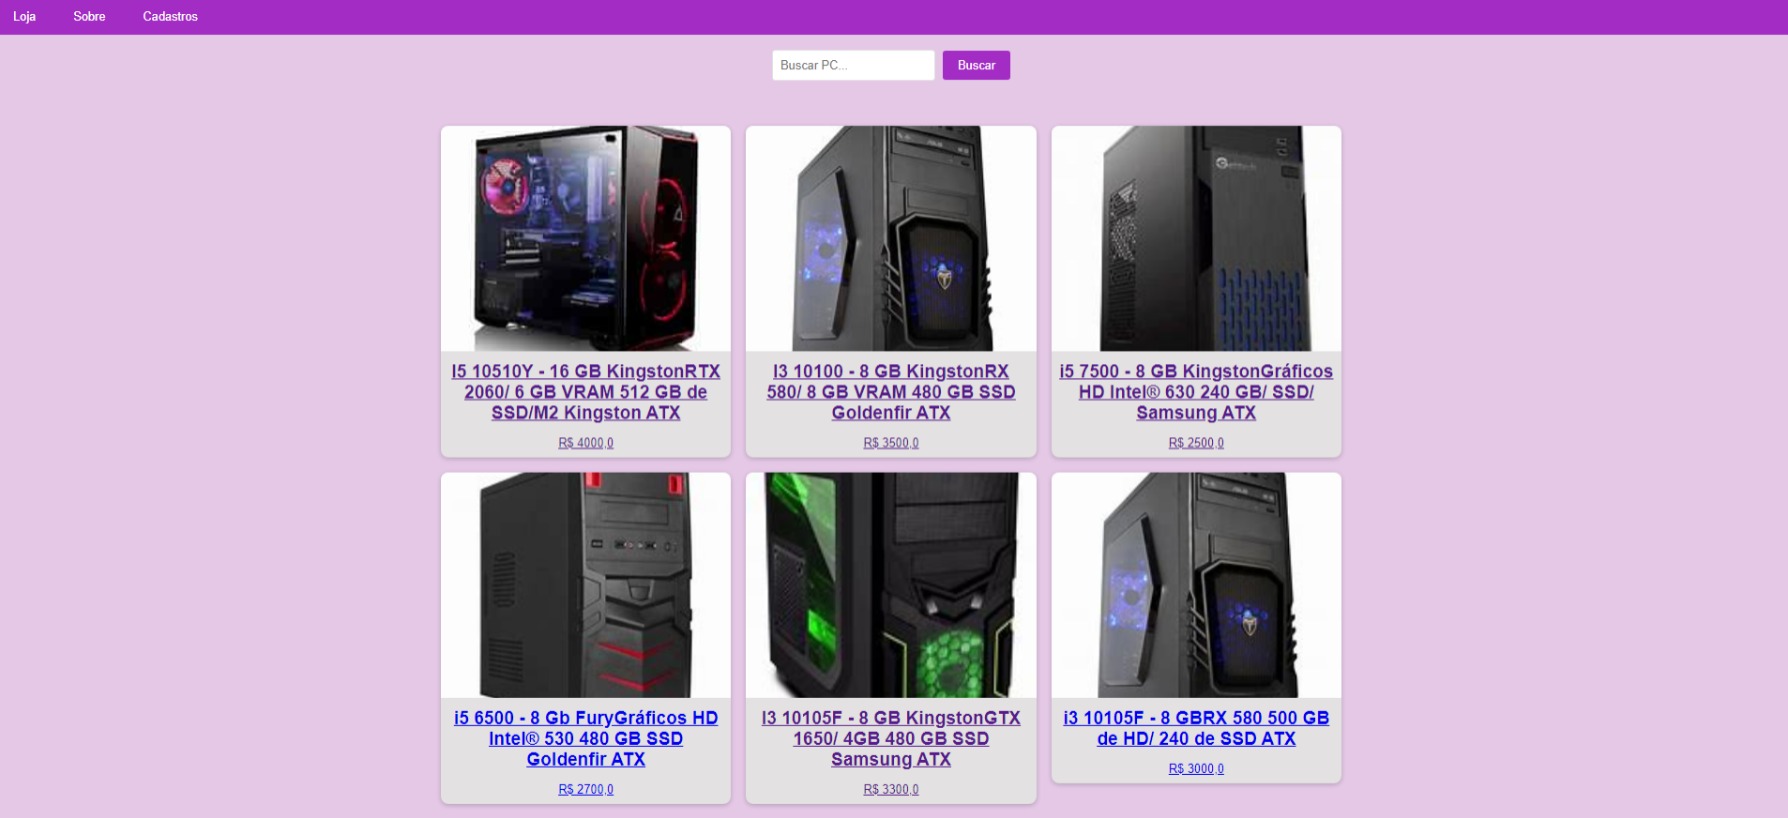 Loja Sobre Cadastros
Buscar PC... Buscar
I5 10510Y - 16 GB KingstonRTX
2060/ 6 GB VRAM 512 GB de
SSD/M2 Kingston ATX
R$ 4000,0
I3 10100 - 8 GB KingstonRX
580/ 8 GB VRAM 480 GB SSD
Goldenfir ATX
R$ 3500,0
i5 7500 - 8 GB KingstonGráficos
HD Intel® 630 240 GB/ SSD/
Samsung ATX
R$ 2500,0
i5 6500 - 8 Gb FuryGráficos HD
Intel® 530 480 GB SSD
Goldenfir ATX
R$ 2700,0
I3 10105F - 8 GB KingstonGTX
1650/ 4GB 480 GB SSD
Samsung ATX
R$ 3300,0
i3 10105F - 8 GBRX 580 500 GB
de HD/ 240 de SSD ATX
R$ 3000,0